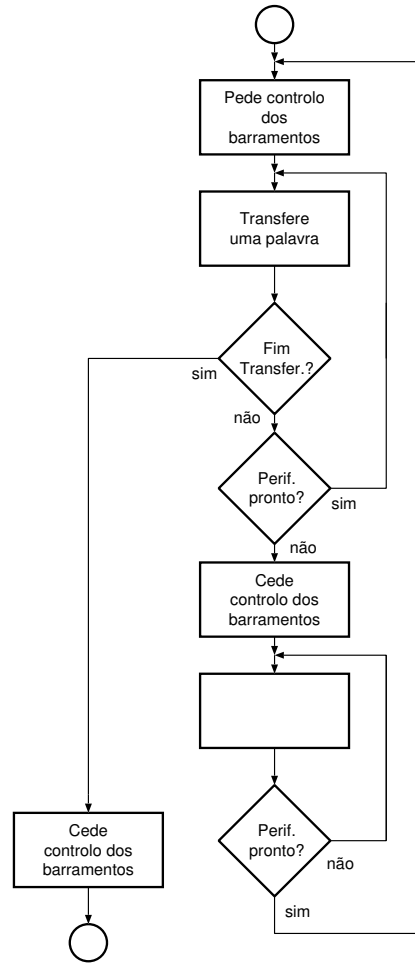 Pede controlo
dos
barramentos
Transfere
uma palavra
Fim
Transfer.?
sim
não
Perif.
pronto?
sim
não
Cede
controlo dos
barramentos
Perif.
pronto?
não
sim
Cede
controlo dos
barramentos